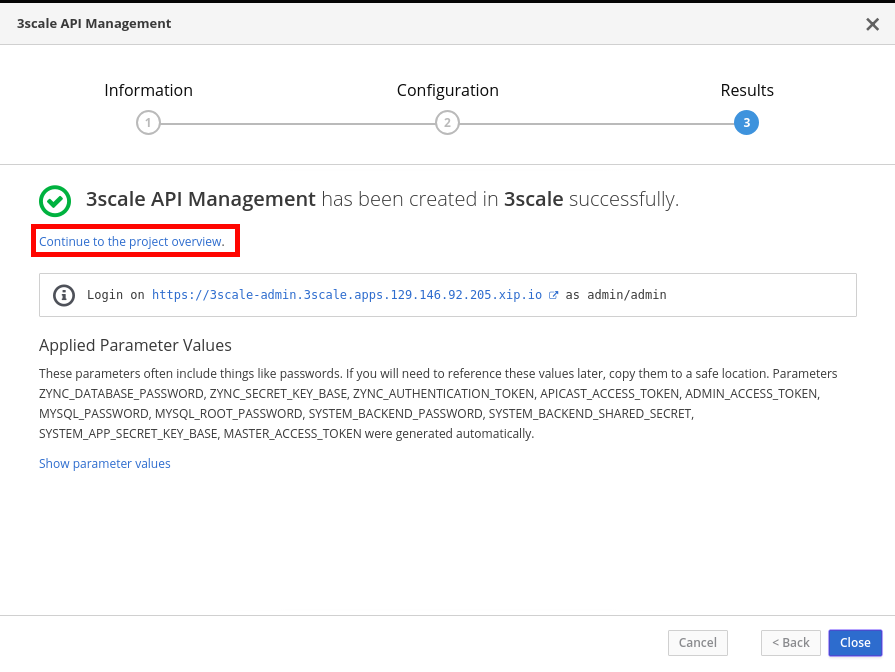 3scale API Management
Information
Configuration
Results
1
2
3
3scale API Management has been created in 3scale successfully.
Continue to the project overview.
Login on https://3scale-admin.3scale.apps.129.146.92.205.xip.io as admin/admin
Applied Parameter Values
These parameters often include things like passwords. If you will need to reference these values later, copy them to a safe location. Parameters
ZYNC_DATABASE_PASSWORD, ZYNC_SECRET_KEY_BASE, ZYNC_AUTHENTICATION_TOKEN, APICAST_ACCESS_TOKEN, ADMIN_ACCESS_TOKEN,
MYSQL_PASSWORD, MYSQL_ROOT_PASSWORD, SYSTEM_BACKEND_PASSWORD, SYSTEM_BACKEND_SHARED_SECRET,
SYSTEM_APP_SECRET_KEY_BASE, MASTER_ACCESS_TOKEN were generated automatically.
Show parameter values
Cancel
< Back
Close